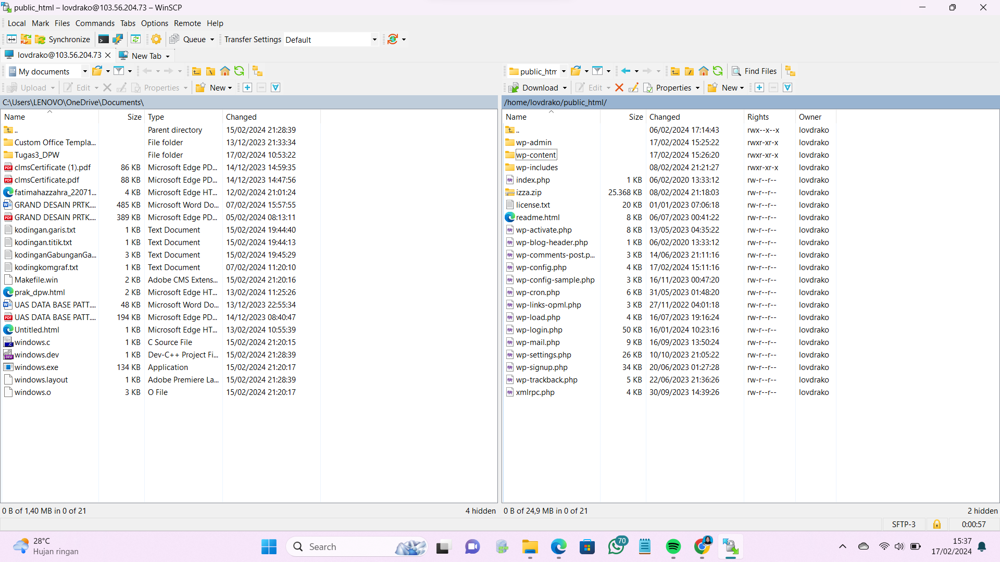 public_html – lovdrako@103.56.204.73 – WinSCP
Local Mark Files Commands Tabs Options Remote Help
Synchronize Queue Transfer Settings Default
lovdrako@103.56.204.73 New Tab
My documents
public_htm Find Files
Upload Edit Properties New
Download Edit Properties New
C:\Users\LENOVO\OneDrive\Documents\
Name Size Type Changed
.. Parent directory 15/02/2024 21:28:39
Custom Office Templa... File folder 13/12/2023 21:33:34
Tugas3_DPW File folder 17/02/2024 10:53:22
clmsCertificate (1).pdf 86 KB Microsoft Edge PD... 14/12/2023 14:59:35
clmsCertificate.pdf 88 KB Microsoft Edge PD... 14/12/2023 14:47:56
fatimahazzahra_22071... 4 KB Microsoft Edge HT... 12/02/2024 21:01:24
GRAND DESAIN PRTK.... 485 KB Microsoft Word Do... 07/02/2024 15:57:55
GRAND DESAIN PRTK.... 389 KB Microsoft Edge PD... 05/02/2024 08:13:11
kodingan.garis.txt 1 KB Text Document 15/02/2024 19:44:40
kodingan.titik.txt 1 KB Text Document 15/02/2024 19:44:13
kodinganGabunganGa... 3 KB Text Document 15/02/2024 19:45:29
kodingkomgraf.txt 1 KB Text Document 07/02/2024 11:20:10
Makefile.win 2 KB Adobe CMS Extens... 15/02/2024 21:20:16
prak_dpw.html 2 KB Microsoft Edge HT... 13/02/2024 11:25:26
UAS DATA BASE PATT.... 48 KB Microsoft Word Do... 13/12/2023 22:55:34
UAS DATA BASE PATT.... 194 KB Microsoft Edge PD... 14/12/2023 08:40:47
Untitled.html 1 KB Microsoft Edge HT... 13/02/2024 10:55:39
windows.c 1 KB C Source File 15/02/2024 21:20:15
windows.dev 1 KB Dev-C++ Project Fi... 15/02/2024 21:28:39
windows.exe 134 KB Application 15/02/2024 21:20:17
windows.layout 1 KB Adobe Premiere La... 15/02/2024 21:28:39
windows.o 3 KB O File 15/02/2024 21:20:17
0 B of 1,40 MB in 0 of 21 4 hidden
/home/lovdrako/public_html/
Name Size Changed Rights Owner
.. 06/02/2024 17:14:43 rwx--x--x lovdrako
wp-admin 17/02/2024 15:25:22 rwxr-xr-x lovdrako
wp-content 17/02/2024 15:26:20 rwxr-xr-x lovdrako
wp-includes 08/02/2024 21:21:27 rwxr-xr-x lovdrako
index.php 1 KB 06/02/2020 13:33:12 rw-r--r-- lovdrako
izza.zip 25.368 KB 08/02/2024 21:18:03 rw-r--r-- lovdrako
license.txt 20 KB 01/01/2023 07:06:18 rw-r--r-- lovdrako
readme.html 8 KB 06/07/2023 00:41:22 rw-r--r-- lovdrako
wp-activate.php 8 KB 13/05/2023 04:35:22 rw-r--r-- lovdrako
wp-blog-header.php 1 KB 06/02/2020 13:33:12 rw-r--r-- lovdrako
wp-comments-post.p... 3 KB 14/06/2023 21:11:16 rw-r--r-- lovdrako
wp-config.php 4 KB 17/02/2024 15:11:16 rw-r--r-- lovdrako
wp-config-sample.php 3 KB 16/11/2023 00:47:20 rw-r--r-- lovdrako
wp-cron.php 6 KB 31/05/2023 01:48:20 rw-r--r-- lovdrako
wp-links-opml.php 3 KB 27/11/2022 04:01:18 rw-r--r-- lovdrako
wp-load.php 4 KB 16/07/2023 19:16:24 rw-r--r-- lovdrako
wp-login.php 50 KB 16/01/2024 10:23:16 rw-r--r-- lovdrako
wp-mail.php 9 KB 16/09/2023 13:50:24 rw-r--r-- lovdrako
wp-settings.php 26 KB 10/10/2023 21:05:22 rw-r--r-- lovdrako
wp-signup.php 34 KB 20/06/2023 01:27:28 rw-r--r-- lovdrako
wp-trackback.php 5 KB 22/06/2023 21:36:26 rw-r--r-- lovdrako
xmlrpc.php 4 KB 30/09/2023 14:39:26 rw-r--r-- lovdrako
0 B of 24,9 MB in 0 of 21 2 hidden
SFTP-3 0:00:57
28°C
Hujan ringan
Search
70
15:37
17/02/2024